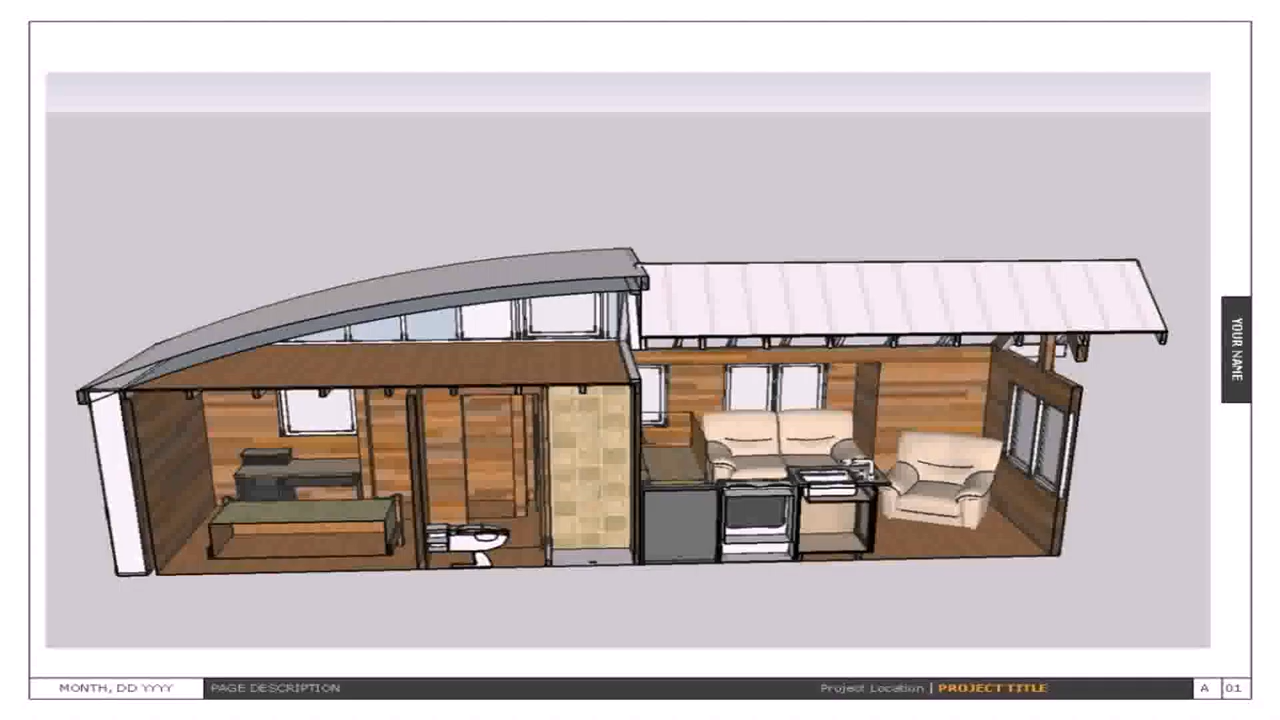 YOUR NAME
MONTH, DD YYYY
PAGE DESCRIPTION
Project Location | PROJECT TITLE
A 01